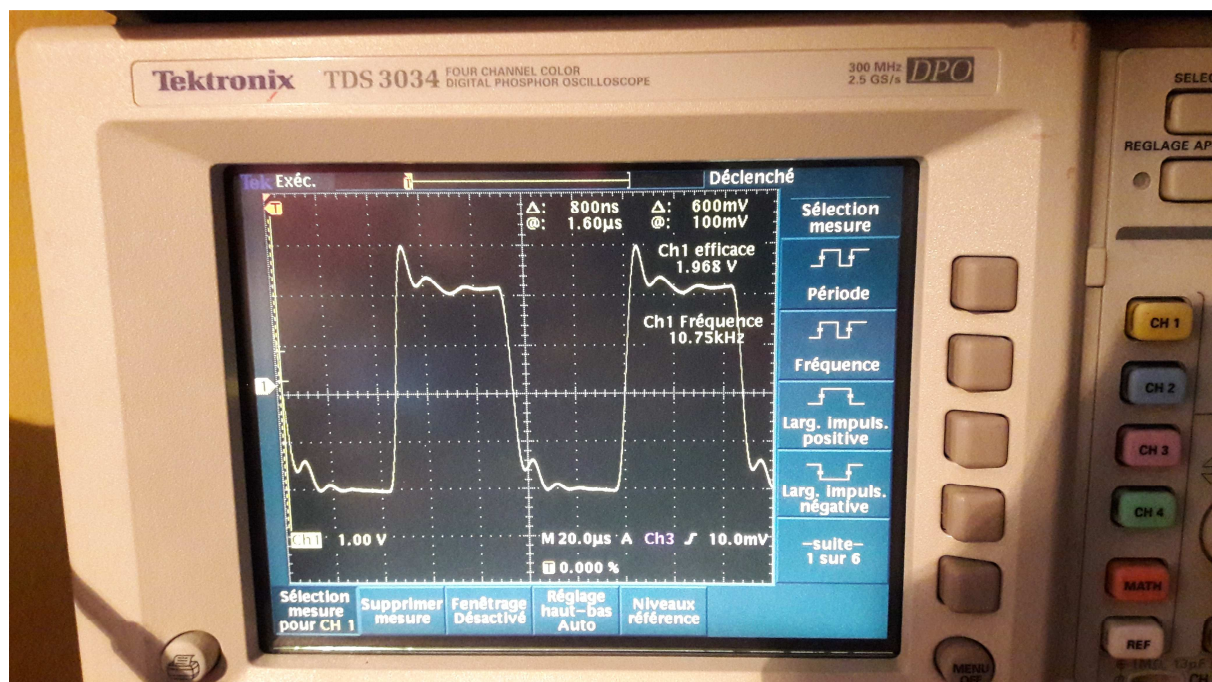 Tektronix TDS 3034 FOUR CHANNEL COLOR
DIGITAL PHOSPHOR OSCILLOSCOPE
300 MHz
2.5 GS/s
DPO
Tek Exéc.
T
Déclenché
T
Δ: 800ns Δ: 600mV
@: 1.60µs @: 100mV
Ch1 efficace
1.968 V
Ch1 Fréquence
10.75kHz
1
Ch1 1.00 V M 20.0µs A Ch3 10.0mV
T 0.000 %
Sélection
mesure
Période
Fréquence
Larg. impuls.
positive
Larg. impuls.
négative
—suite—
1 sur 6
Sélection
mesure
pour CH 1
Supprimer
mesure
Fenêtrage
Désactivé
Réglage
haut—bas
Auto
Niveaux
référence
MENU
OFF
SELEC
REGLAGE AP
CH 1
CH 2
CH 3
CH 4
MATH
REF
CH